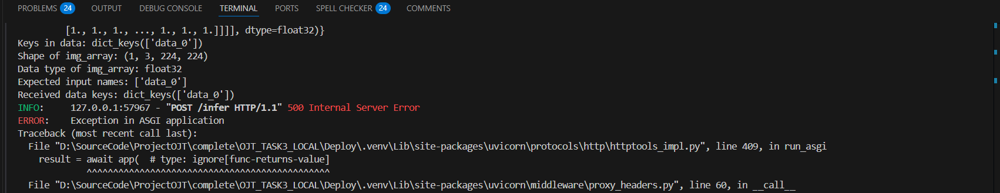 PROBLEMS 24 OUTPUT DEBUG CONSOLE TERMINAL PORTS SPELL CHECKER 24 COMMENTS
[1., 1., 1., ..., 1., 1., 1.]]]], dtype=float32)}
Keys in data: dict_keys(['data_0'])
Shape of img_array: (1, 3, 224, 224)
Data type of img_array: float32
Expected input names: ['data_0']
Received data keys: dict_keys(['data_0'])
INFO: 127.0.0.1:57967 - "POST /infer HTTP/1.1" 500 Internal Server Error
ERROR: Exception in ASGI application
Traceback (most recent call last):
File "D:\SourceCode\ProjectOJT\complete\OJT_TASK3_LOCAL\Deploy\.venv\Lib\site-packages\uvicorn\protocols\http\httptools_impl.py", line 409, in run_asgi
result = await app( # type: ignore[func-returns-value]
^^^^^^^^^^^^^^^^^^^^^^^^^^^^^^^^^^^^^^^^^^^^^^
File "D:\SourceCode\ProjectOJT\complete\OJT_TASK3_LOCAL\Deploy\.venv\Lib\site-packages\uvicorn\middleware\proxy_headers.py", line 60, in __call__